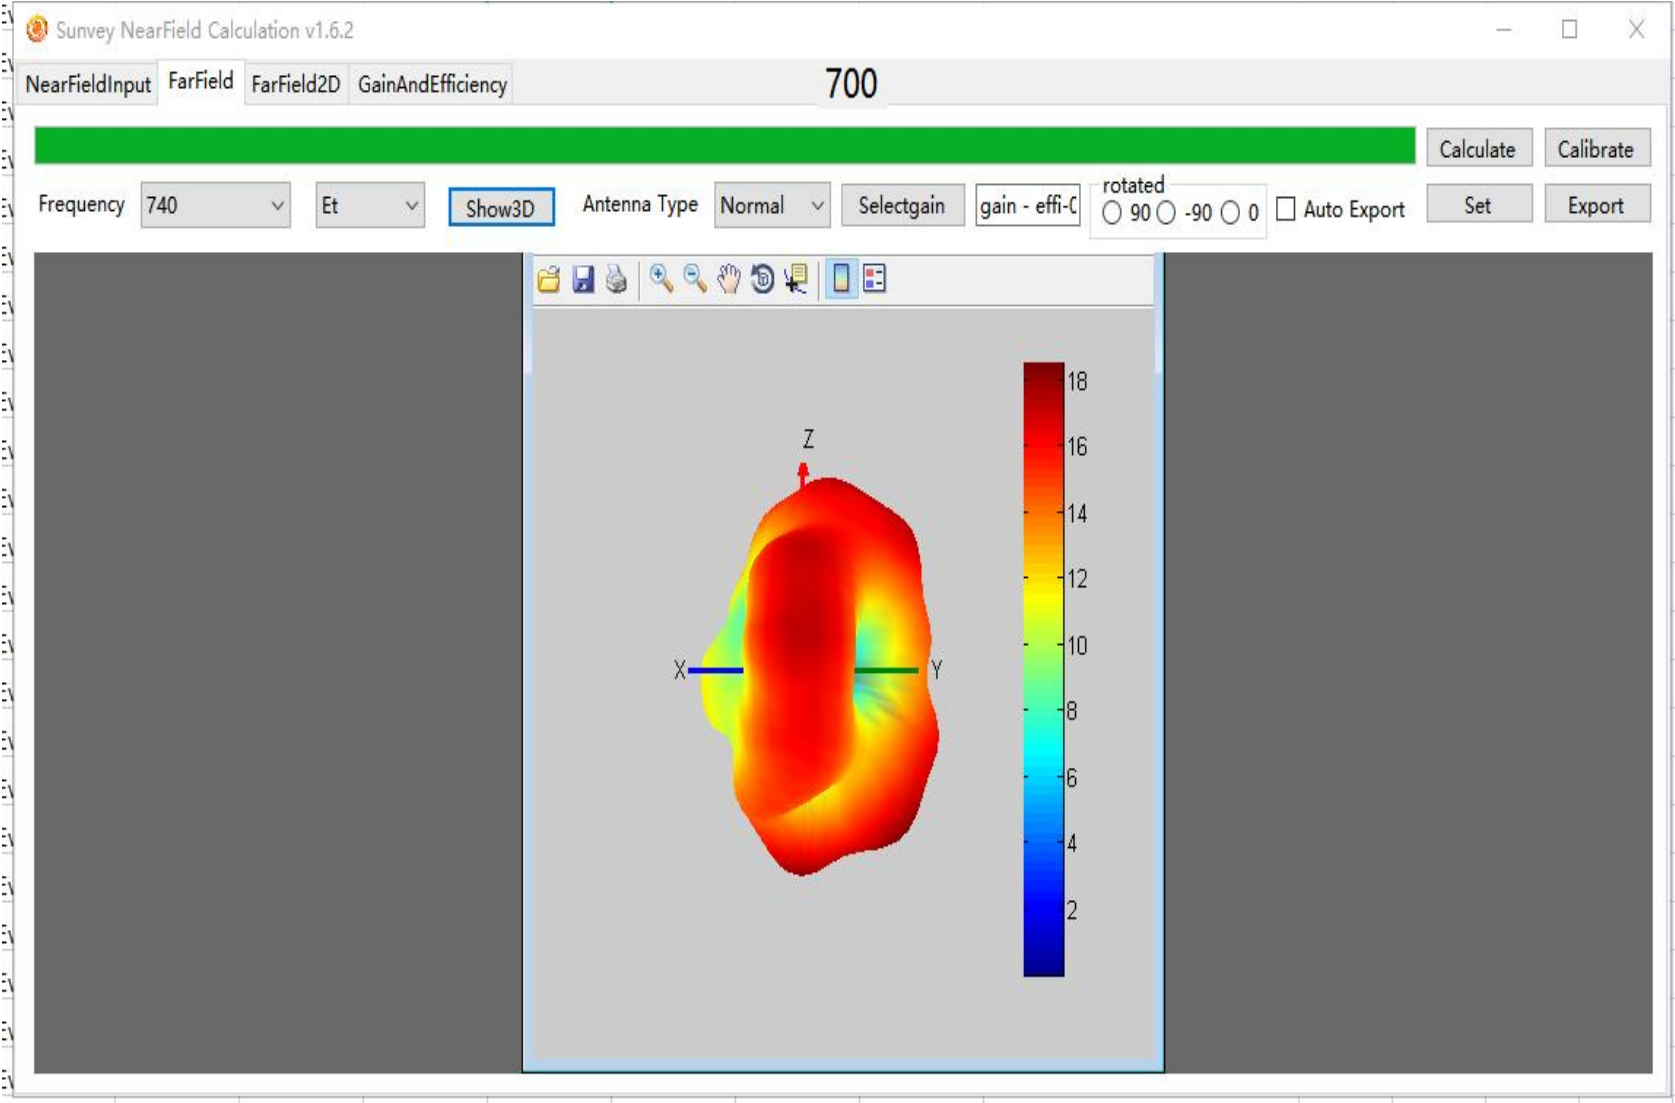 Sunvey NearField Calculation v1.6.2
NearFieldInput FarField FarField2D GainAndEfficiency 700
Calculate Calibrate
Frequency 740 Et Show3D Antenna Type Normal Selectgain gain - effi-0 rotated 90 -90 0 Auto Export Set Export
18
Z
16
14
12
X Y 10
8
6
4
2